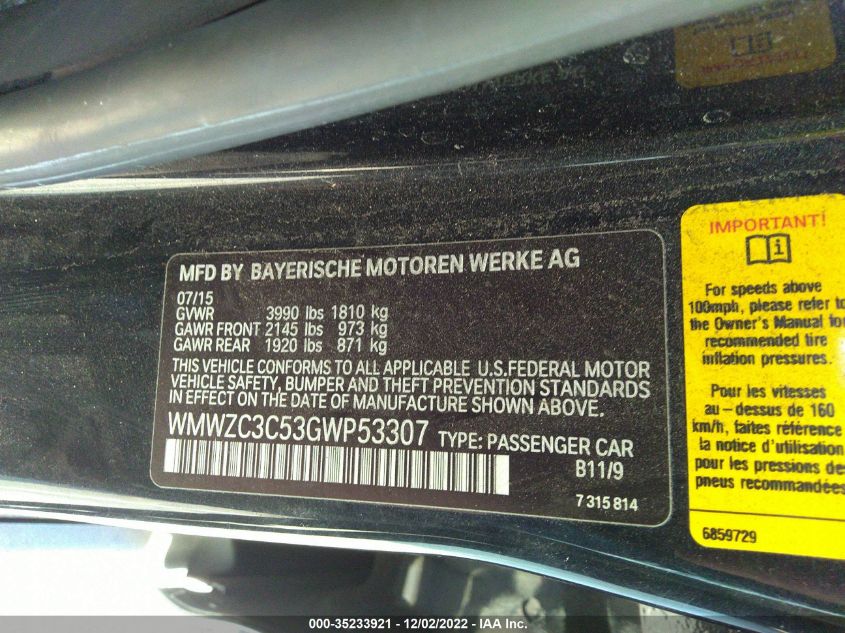 MFD BY BAYERISCHE MOTOREN WERKE AG
07/15
GVWR 3990 lbs 1810 kg
GAWR FRONT 2145 lbs 973 kg
GAWR REAR 1920 lbs 871 kg
THIS VEHICLE CONFORMS TO ALL APPLICABLE U.S.FEDERAL MOTOR
VEHICLE SAFETY, BUMPER AND THEFT PREVENTION STANDARDS
IN EFFECT ON THE DATE OF MANUFACTURE SHOWN ABOVE.
WMWZC3C53GWP53307 TYPE: PASSENGER CAR
B11/9
7 315 814
IMPORTANT!
For speeds above
100mph, please refer to
the Owner's Manual for
recommended tire
inflation pressures.
Pour les vitesses
au-dessus de 160
km/h, faites référence à
la notice d'utilisation
pour les pressions des
pneus recommandées
6859729
000-35233921 - 12/02/2022 - IAA Inc.